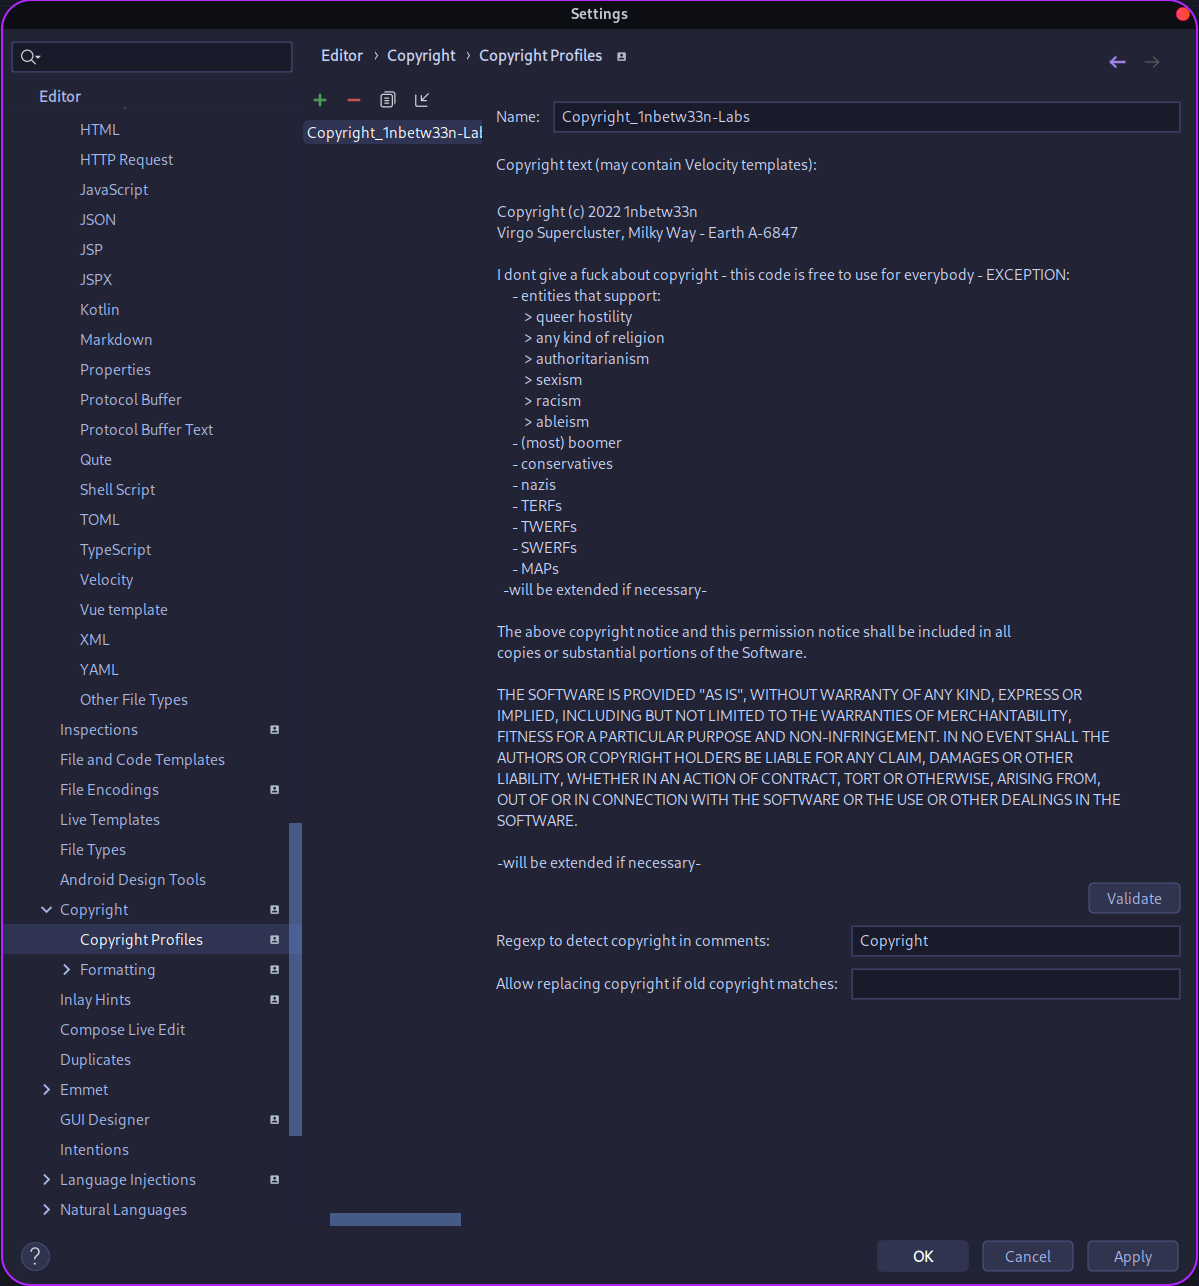 Settings
Editor › Copyright › Copyright Profiles
Editor
HTML
HTTP Request
JavaScript
JSON
JSP
JSPX
Kotlin
Markdown
Properties
Protocol Buffer
Protocol Buffer Text
Qute
Shell Script
TOML
TypeScript
Velocity
Vue template
XML
YAML
Other File Types
Inspections
File and Code Templates
File Encodings
Live Templates
File Types
Android Design Tools
Copyright
Copyright Profiles
Formatting
Inlay Hints
Compose Live Edit
Duplicates
Emmet
GUI Designer
Intentions
Language Injections
Natural Languages
?
Copyright_1nbetw33n-Lab
Name: Copyright_1nbetw33n-Labs
Copyright text (may contain Velocity templates):
Copyright (c) 2022 1nbetw33n
Virgo Supercluster, Milky Way - Earth A-6847
I dont give a fuck about copyright - this code is free to use for everybody - EXCEPTION:
- entities that support:
> queer hostility
> any kind of religion
> authoritarianism
> sexism
> racism
> ableism
- (most) boomer
- conservatives
- nazis
- TERFs
- TWERFs
- SWERFs
- MAPs
-will be extended if necessary-
The above copyright notice and this permission notice shall be included in all
copies or substantial portions of the Software.
THE SOFTWARE IS PROVIDED "AS IS", WITHOUT WARRANTY OF ANY KIND, EXPRESS OR
IMPLIED, INCLUDING BUT NOT LIMITED TO THE WARRANTIES OF MERCHANTABILITY,
FITNESS FOR A PARTICULAR PURPOSE AND NON-INFRINGEMENT. IN NO EVENT SHALL THE
AUTHORS OR COPYRIGHT HOLDERS BE LIABLE FOR ANY CLAIM, DAMAGES OR OTHER
LIABILITY, WHETHER IN AN ACTION OF CONTRACT, TORT OR OTHERWISE, ARISING FROM,
OUT OF OR IN CONNECTION WITH THE SOFTWARE OR THE USE OR OTHER DEALINGS IN THE
SOFTWARE.
-will be extended if necessary-
Validate
Regexp to detect copyright in comments: Copyright
Allow replacing copyright if old copyright matches:
OK Cancel Apply